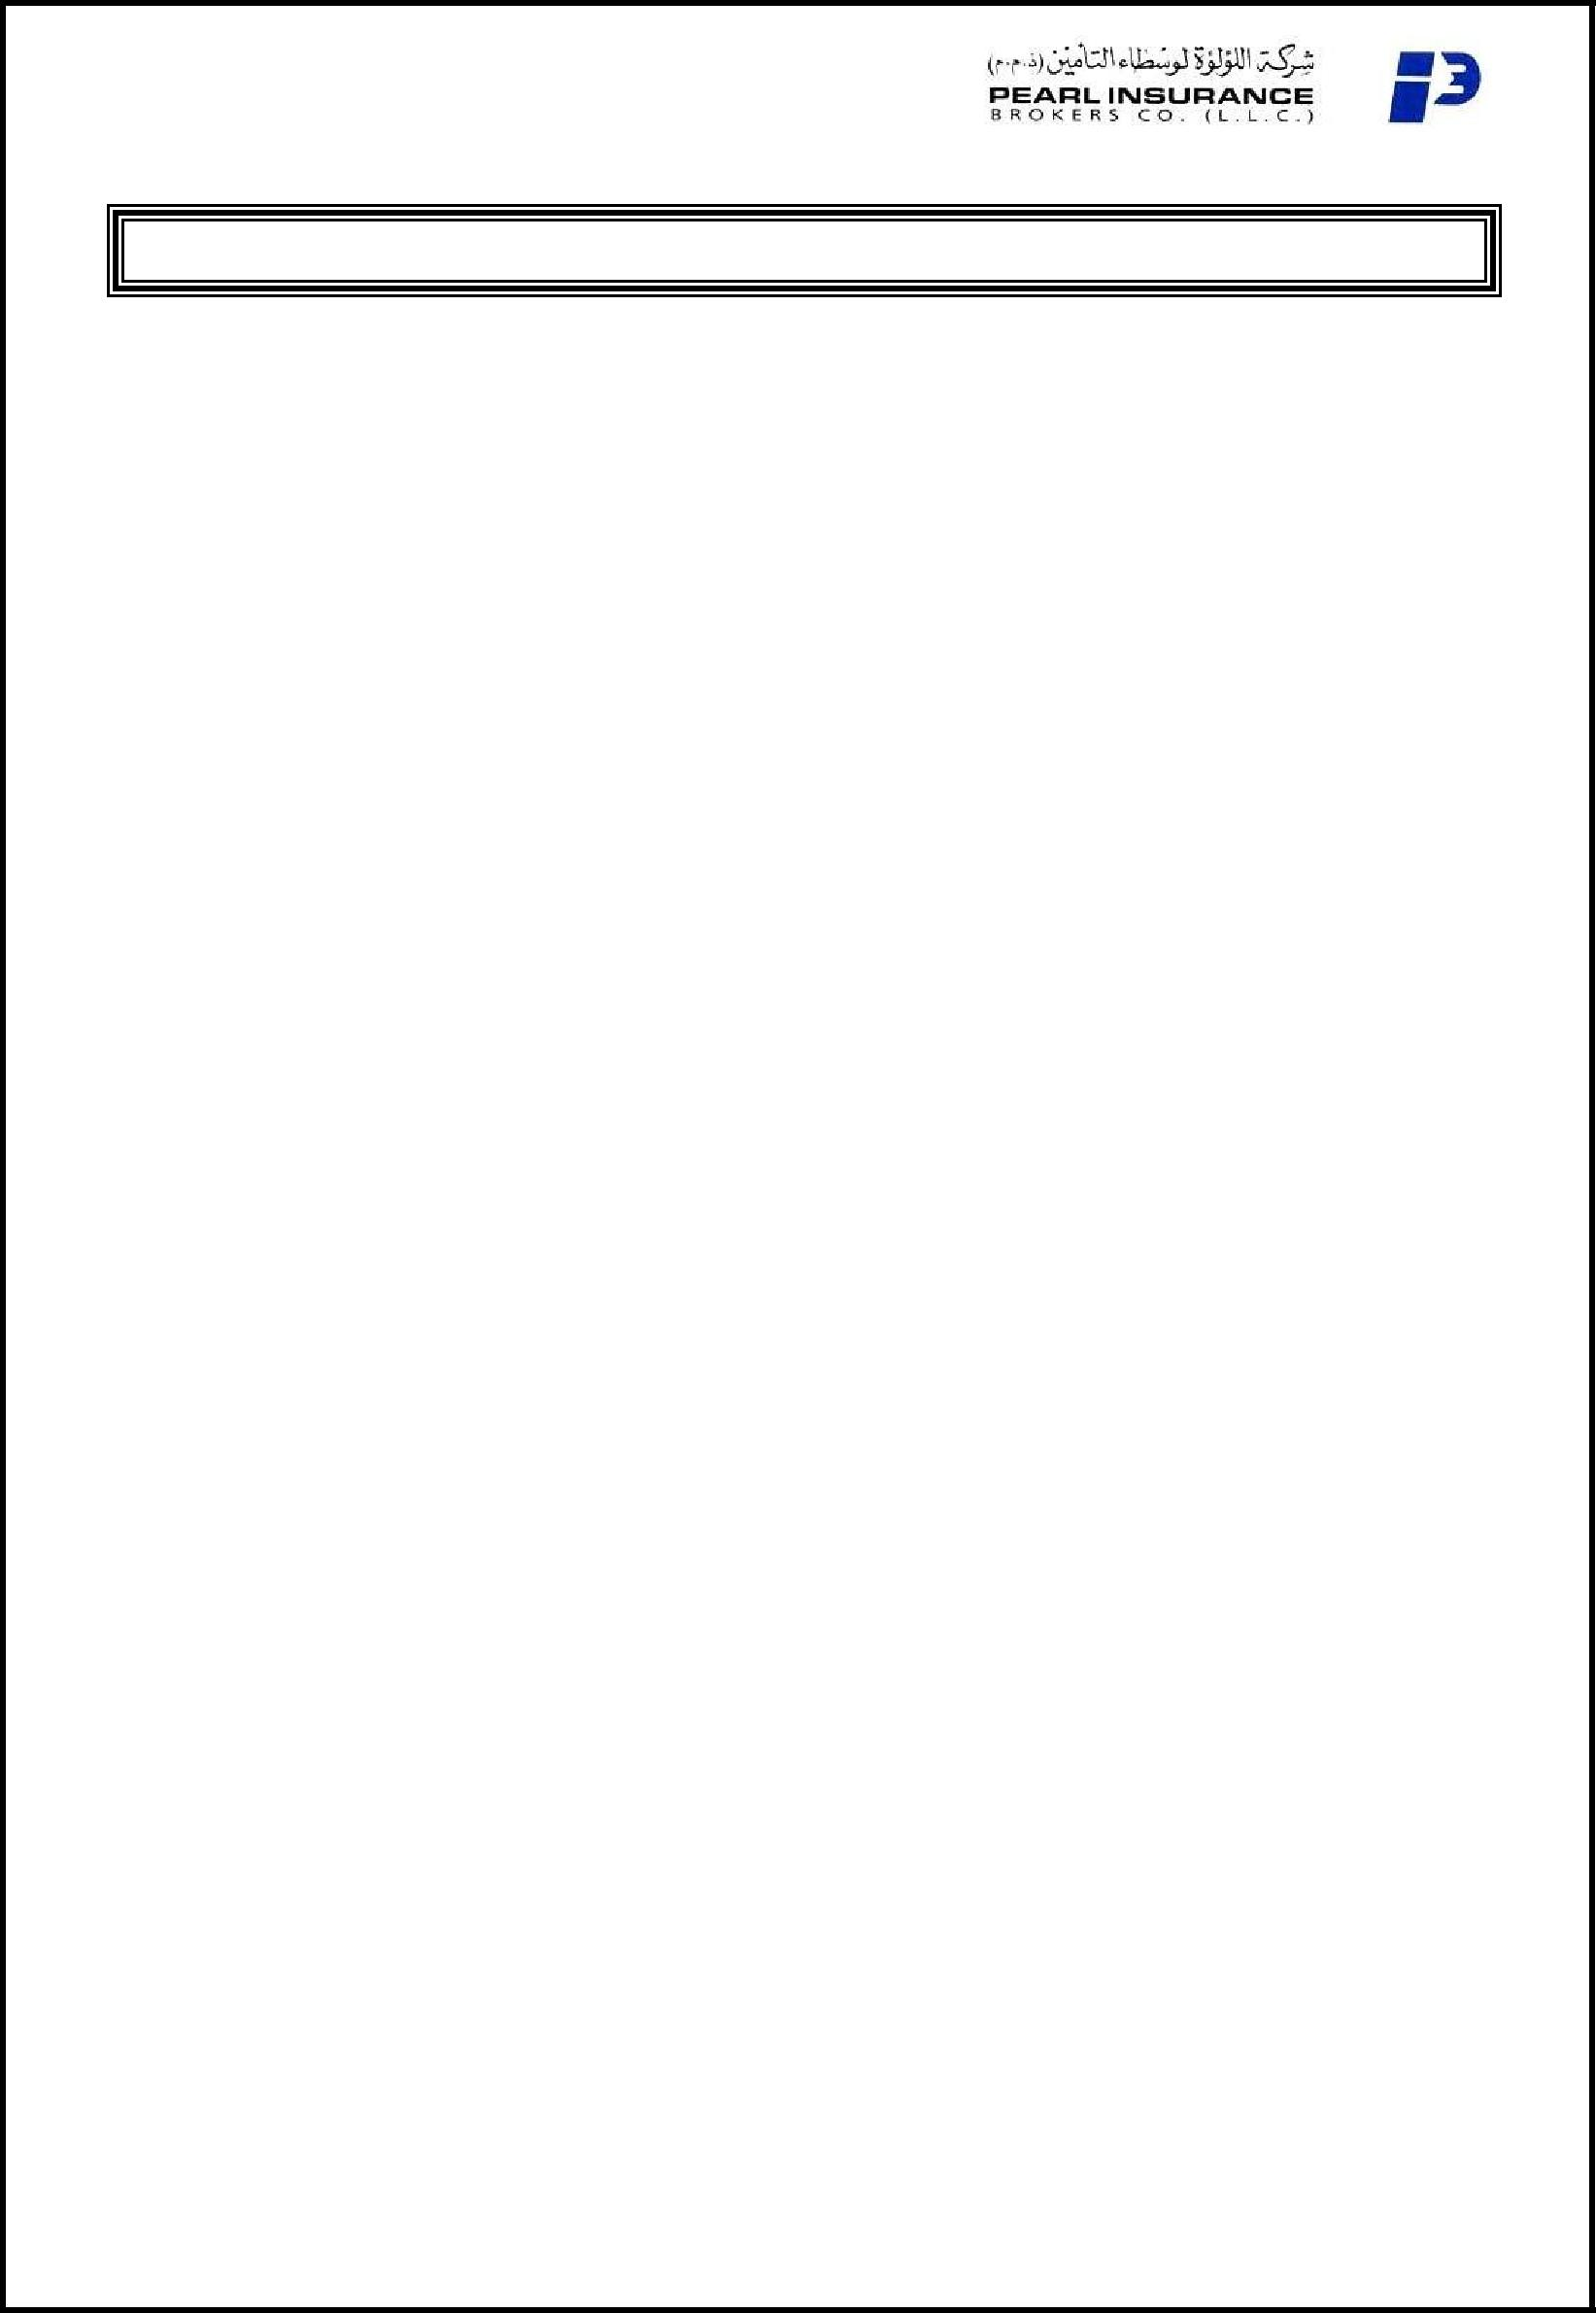 شركة اللؤلؤة لوسطاء التأمين (ذ.م.م)
PEARL INSURANCE
BROKERS CO. (L.L.C.)